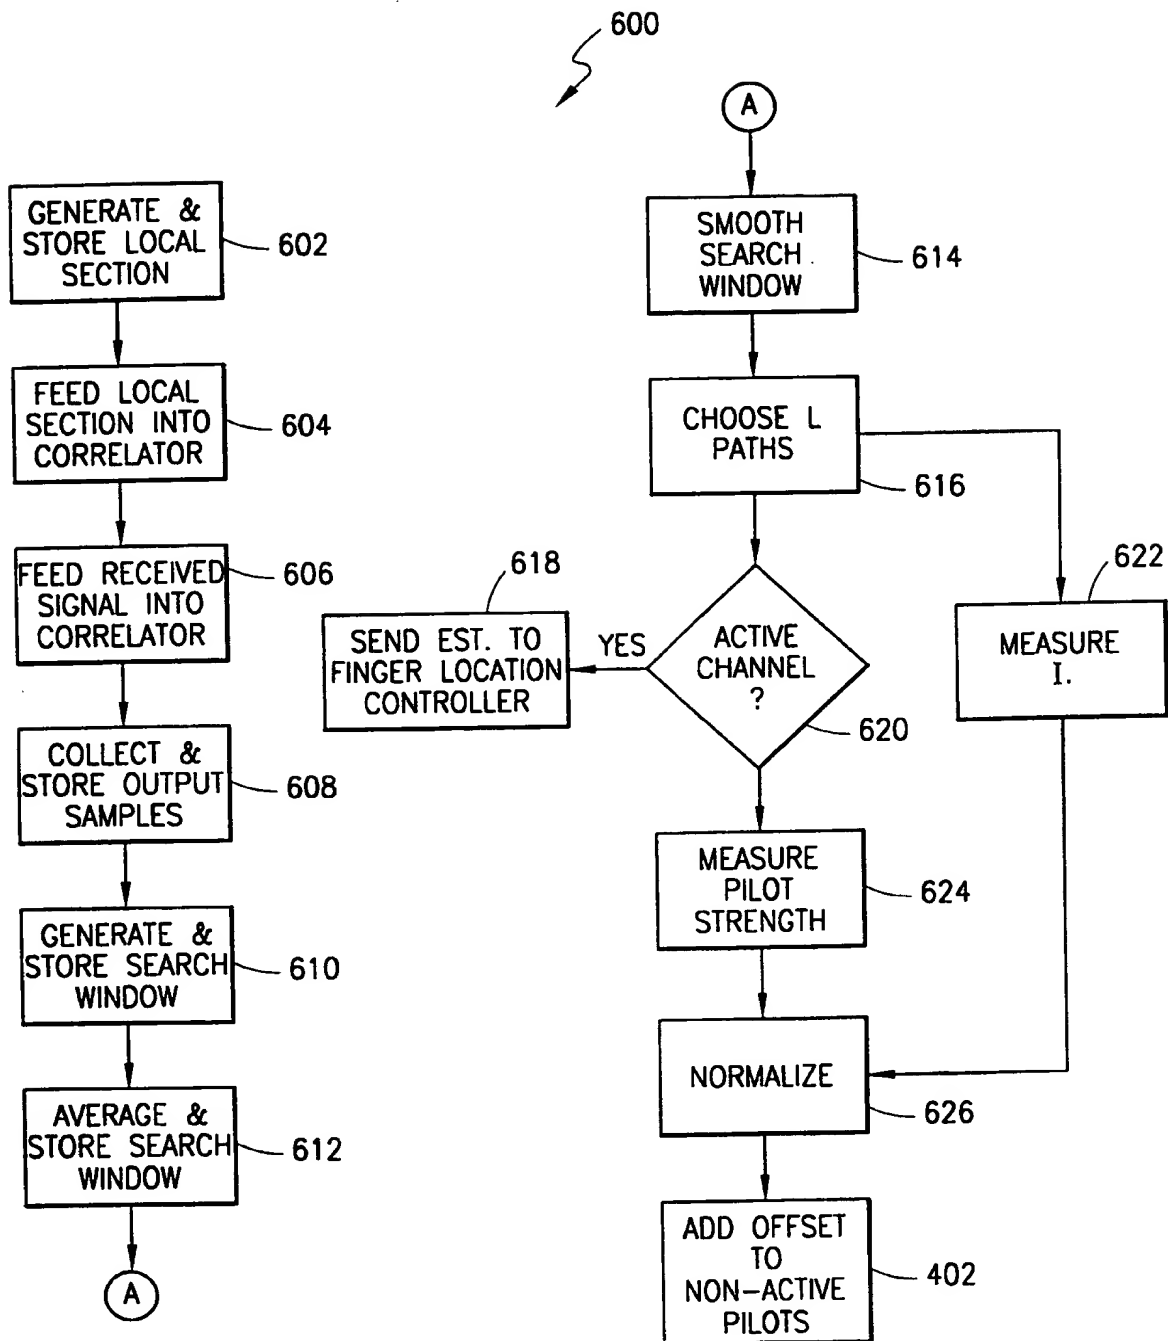 600
GENERATE &
STORE LOCAL
SECTION
602
FEED LOCAL
SECTION INTO
CORRELATOR
604
FEED RECEIVED
SIGNAL INTO
CORRELATOR
606
COLLECT &
STORE OUTPUT
SAMPLES
608
GENERATE &
STORE SEARCH
WINDOW
610
AVERAGE &
STORE SEARCH
WINDOW
612
A
A
SMOOTH
SEARCH
WINDOW
614
CHOOSE L
PATHS
616
618
SEND EST. TO
FINGER LOCATION
CONTROLLER
YES
ACTIVE
CHANNEL
?
620
622
MEASURE
I.
MEASURE
PILOT
STRENGTH
624
NORMALIZE
626
ADD OFFSET
TO
NON-ACTIVE
PILOTS
402